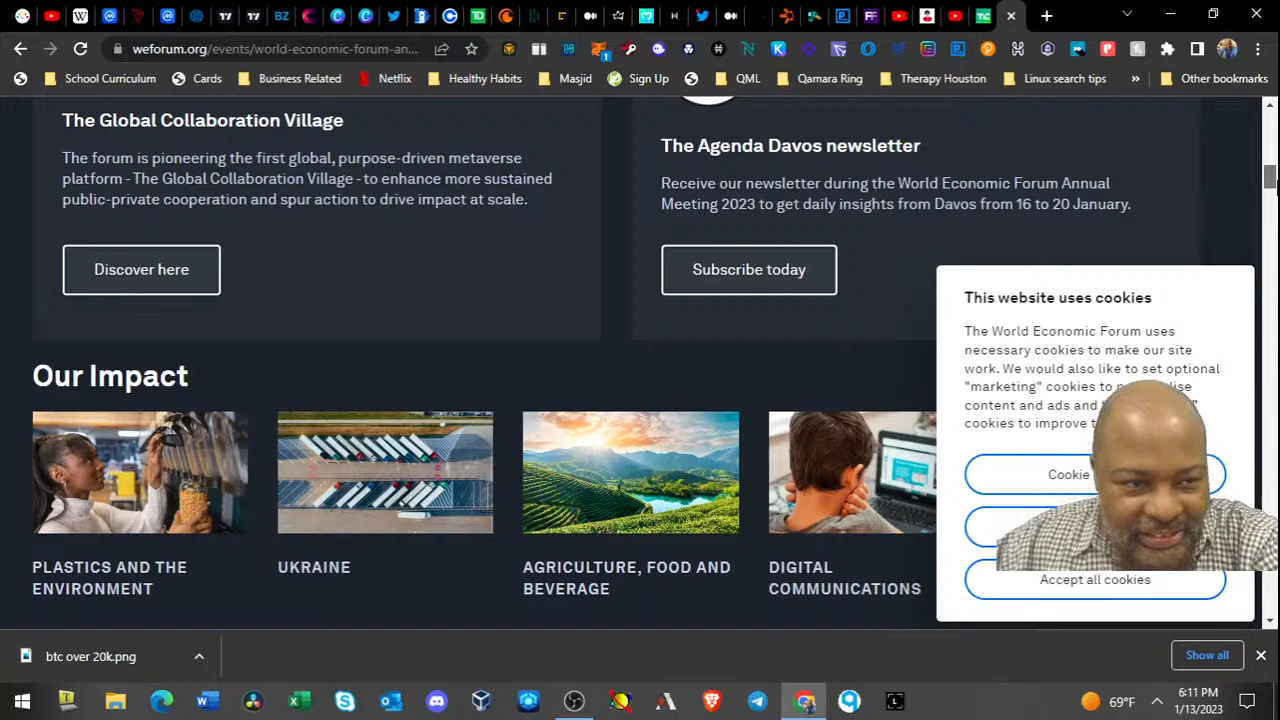 weforum.org/events/world-economic-forum-an...
School Curriculum
Cards
Business Related
Netflix
Healthy Habits
Masjid
Sign Up
QML
Qamara Ring
Therapy Houston
Linux search tips
»
Other bookmarks
The Global Collaboration Village
The forum is pioneering the first global, purpose-driven metaverse
platform - The Global Collaboration Village - to enhance more sustained
public-private cooperation and spur action to drive impact at scale.
Discover here
The Agenda Davos newsletter
Receive our newsletter during the World Economic Forum Annual
Meeting 2023 to get daily insights from Davos from 16 to 20 January.
Subscribe today
This website uses cookies
The World Economic Forum uses
necessary cookies to make our site
work. We would also like to set optional
"marketing" cookies to
content and ads and
cookies to improve
Cookie
Accept all cookies
Our Impact
PLASTICS AND THE
ENVIRONMENT
UKRAINE
AGRICULTURE, FOOD AND
BEVERAGE
DIGITAL
COMMUNICATIONS
btc over 20k.png
Show all
69°F
6:11 PM
1/13/2023